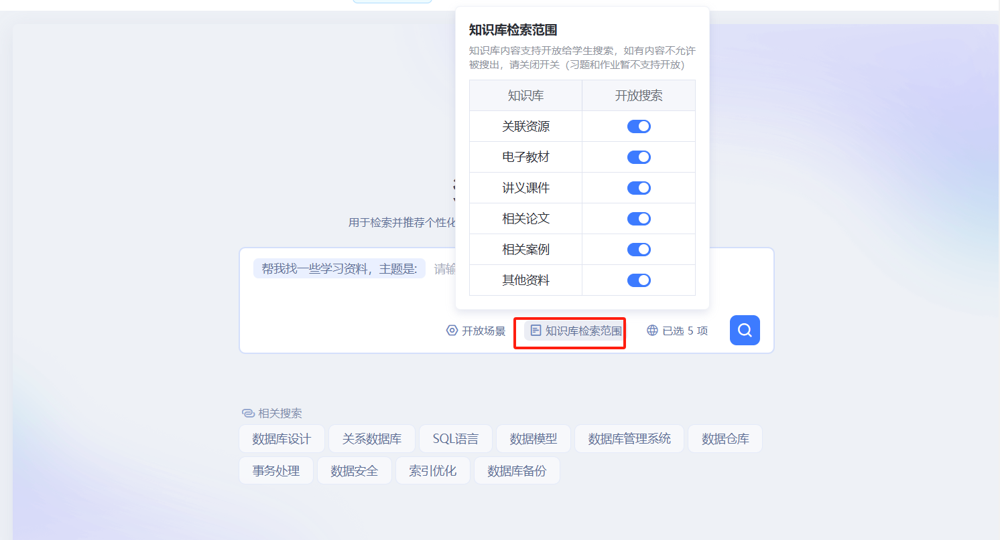 知识库检索范围
知识库内容支持开放给学生搜索，如有内容不允许
被搜出，请关闭开关（习题和作业暂不支持开放）
知识库 开放搜索
关联资源
电子教材
讲义课件
相关论文
相关案例
其他资料
用于检索并推荐个性化
帮我找一些学习资料，主题是: 请输
开放场景 知识库检索范围 已选 5 项
相关搜索
数据库设计 关系数据库 SQL语言 数据模型 数据库管理系统 数据仓库
事务处理 数据安全 索引优化 数据库备份